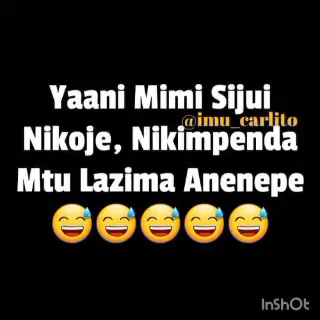 Yaani Mimi Sijui
@imu_carlito
Nikoje, Nikimpenda
Mtu Lazima Anenepe
😅😅😅😅😅
InShOt